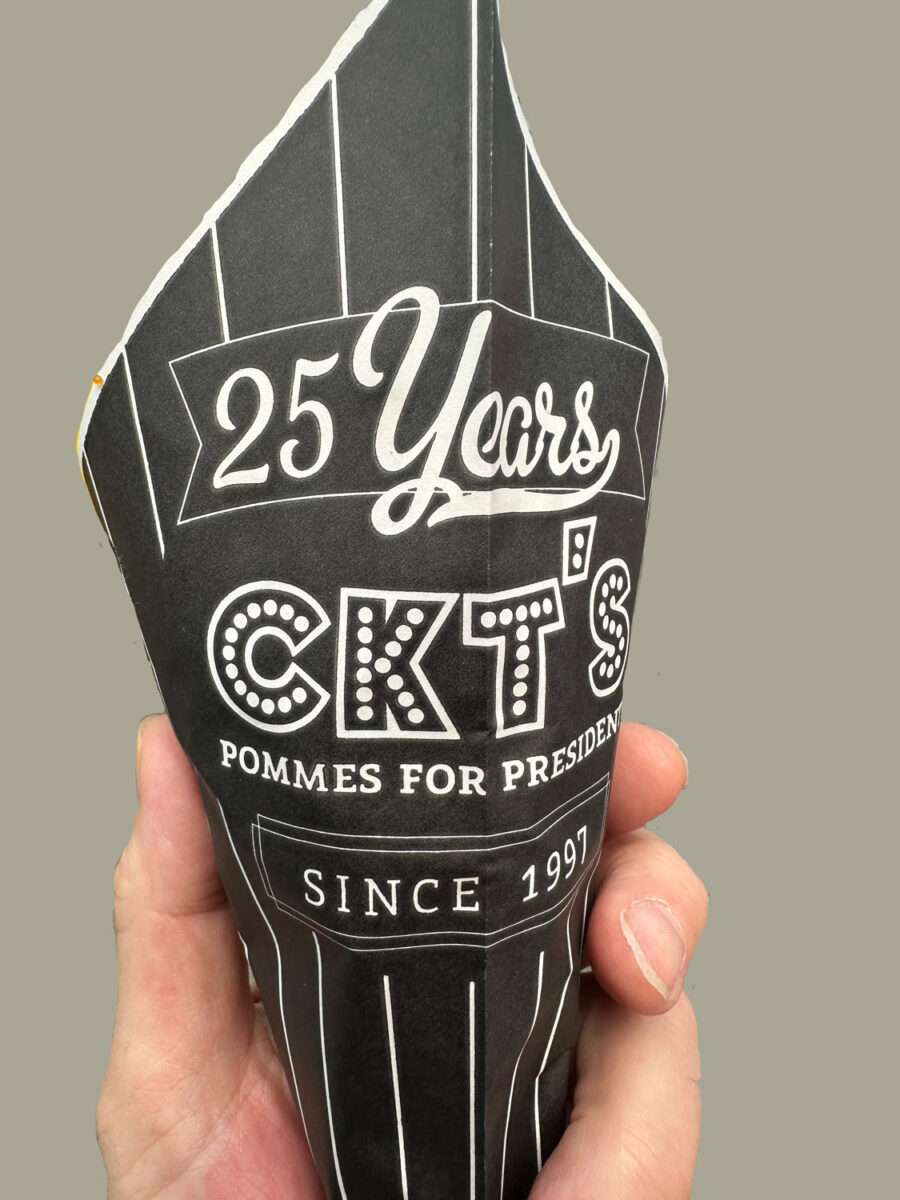 25 Years
CKT'S
POMMES FOR PRESIDENT
SINCE 1997